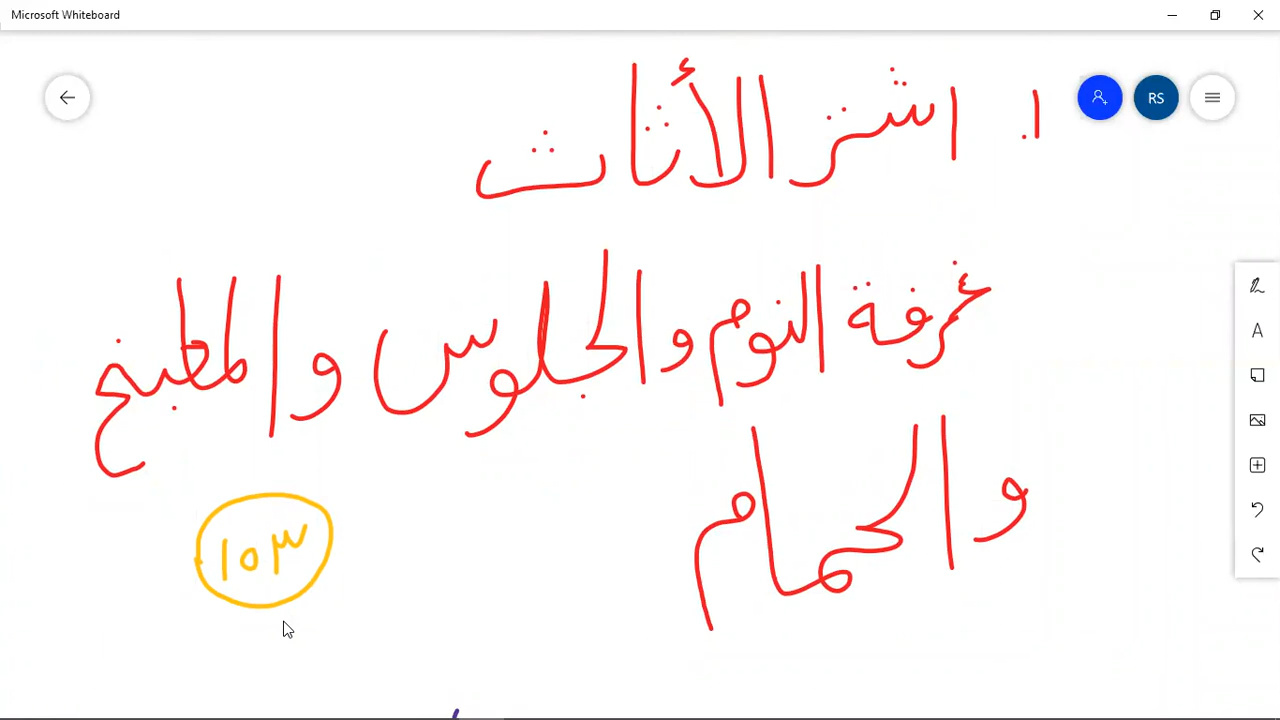 Microsoft Whiteboard
RS
١. اشتر الأثاث
غرفة النوم والجلوس والمطبخ
والحمام
١٥٣
A